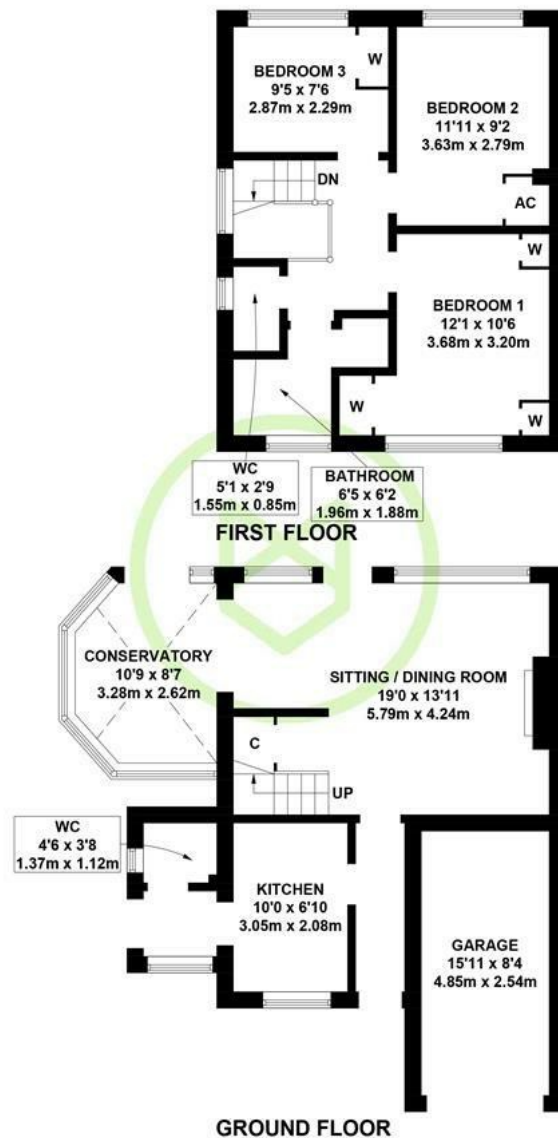 BEDROOM 3
9'5 x 7'6
2.87m x 2.29m
W
BEDROOM 2
11'11 x 9'2
3.63m x 2.79m
DN
AC
W
BEDROOM 1
12'1 x 10'6
3.68m x 3.20m
W
W
WC
5'1 x 2'9
1.55m x 0.85m
BATHROOM
6'5 x 6'2
1.96m x 1.88m
FIRST FLOOR
CONSERVATORY
10'9 x 8'7
3.28m x 2.62m
SITTING / DINING ROOM
19'0 x 13'11
5.79m x 4.24m
C
UP
WC
4'6 x 3'8
1.37m x 1.12m
KITCHEN
10'0 x 6'10
3.05m x 2.08m
GARAGE
15'11 x 8'4
4.85m x 2.54m
GROUND FLOOR